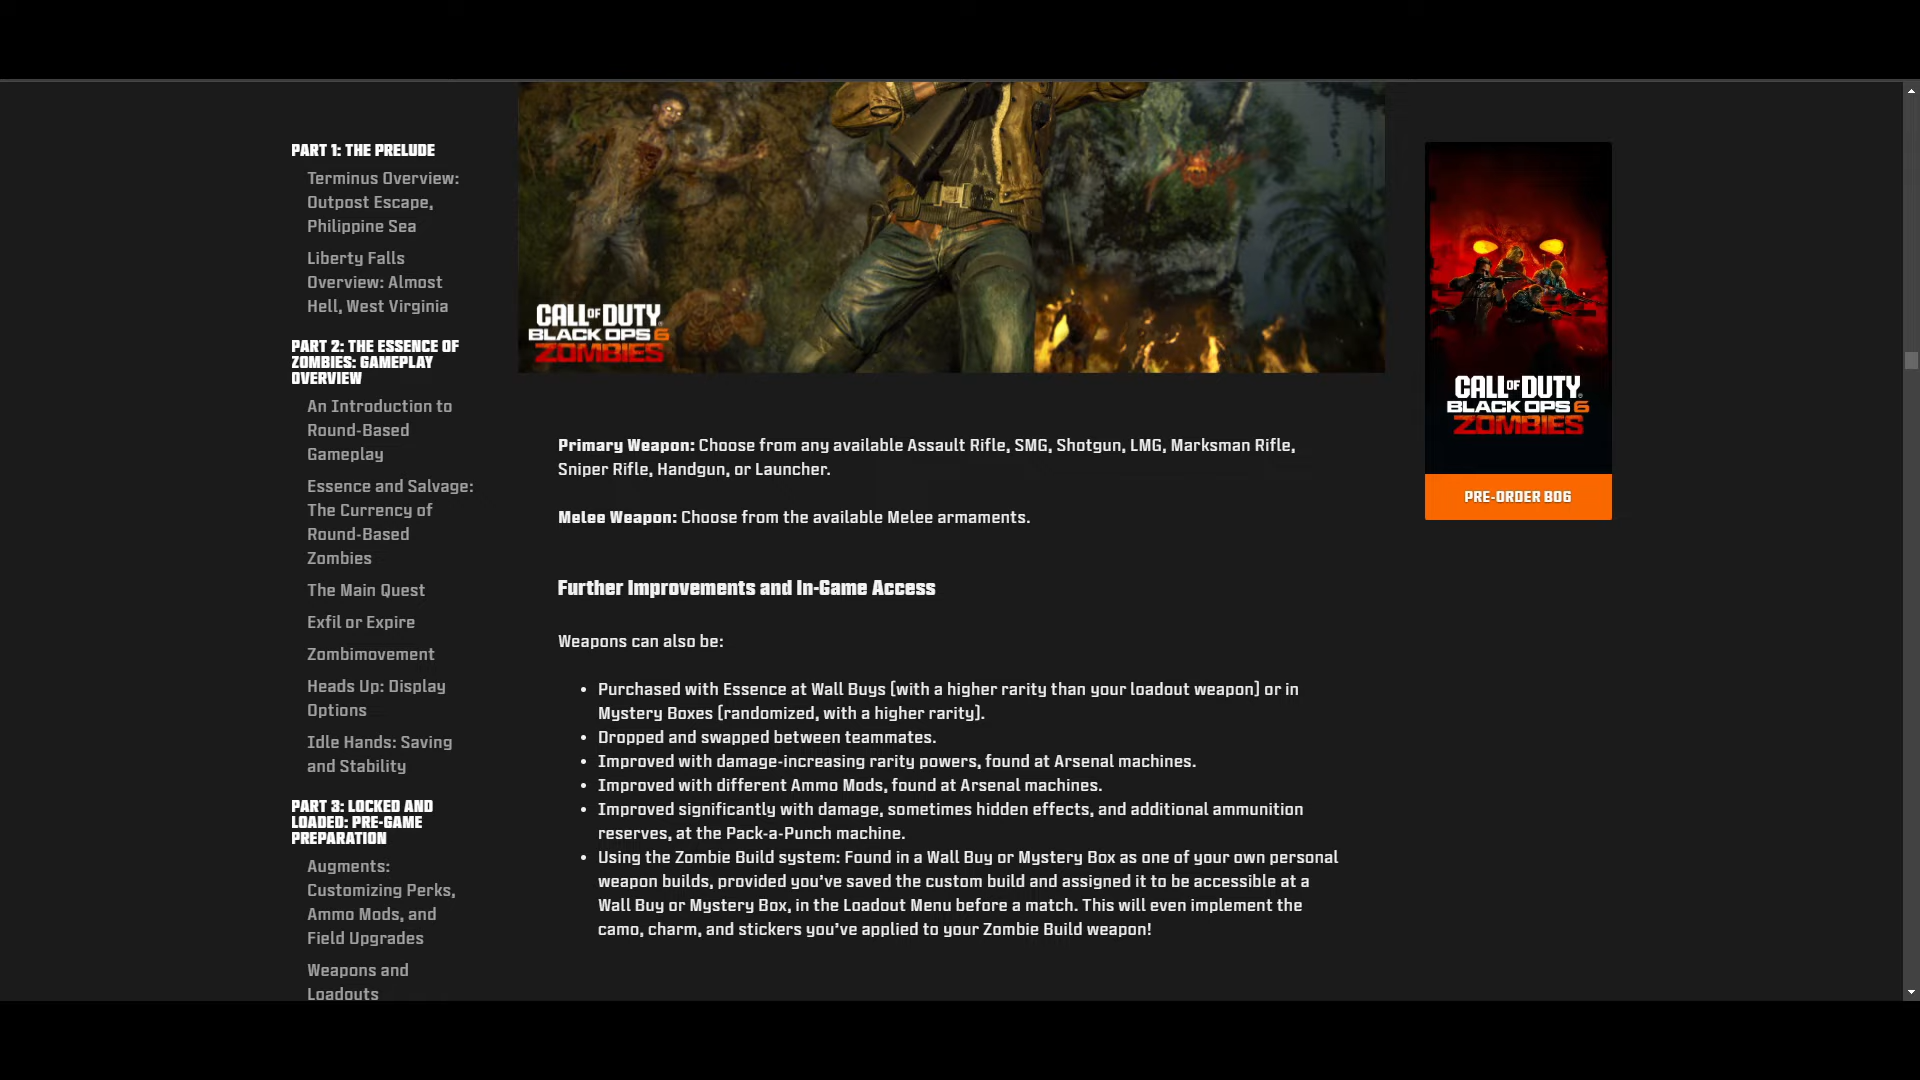 PART 1: THE PRELUDE
Terminus Overview:
Outpost Escape,
Philippine Sea
Liberty Falls
Overview: Almost
Hell, West Virginia
PART 2: THE ESSENCE OF
ZOMBIES: GAMEPLAY
OVERVIEW
An Introduction to
Round-Based
Gameplay
Essence and Salvage:
The Currency of
Round-Based
Zombies
The Main Quest
Exfil or Expire
Zombimovement
Heads Up: Display
Options
Idle Hands: Saving
and Stability
PART 3: LOCKED AND
LOADED: PRE-GAME
PREPARATION
Augments:
Customizing Perks,
Ammo Mods, and
Field Upgrades
Weapons and
Loadouts
CALL OF DUTY
BLACK OPS 6
ZOMBIES
Primary Weapon: Choose from any available Assault Rifle, SMG, Shotgun, LMG, Marksman Rifle,
Sniper Rifle, Handgun, or Launcher.
Melee Weapon: Choose from the available Melee armaments.
Further Improvements and In-Game Access
Weapons can also be:
• Purchased with Essence at Wall Buys (with a higher rarity than your loadout weapon) or in
Mystery Boxes (randomized, with a higher rarity).
• Dropped and swapped between teammates.
• Improved with damage-increasing rarity powers, found at Arsenal machines.
• Improved with different Ammo Mods, found at Arsenal machines.
• Improved significantly with damage, sometimes hidden effects, and additional ammunition
reserves, at the Pack-a-Punch machine.
• Using the Zombie Build system: Found in a Wall Buy or Mystery Box as one of your own personal
weapon builds, provided you've saved the custom build and assigned it to be accessible at a
Wall Buy or Mystery Box, in the Loadout Menu before a match. This will even implement the
camo, charm, and stickers you've applied to your Zombie Build weapon!
CALL OF DUTY
BLACK OPS 6
ZOMBIES
PRE-ORDER BO6